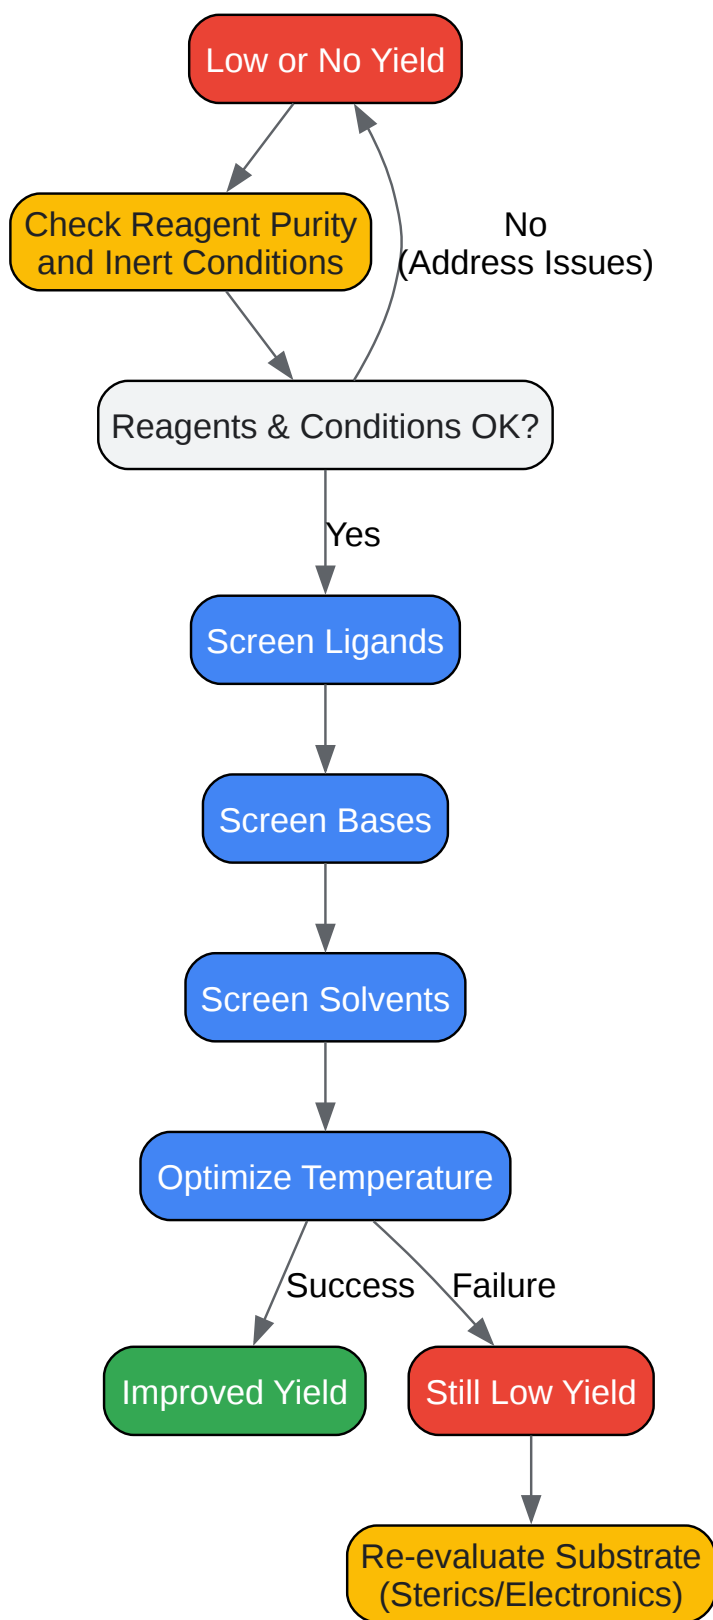 Low or No Yield
Check Reagent Purity
and Inert Conditions
No
(Address Issues)
Reagents & Conditions OK?
Yes
Screen Ligands
Screen Bases
Screen Solvents
Optimize Temperature
Success
Failure
Improved Yield
Still Low Yield
Re-evaluate Substrate
(Sterics/Electronics)